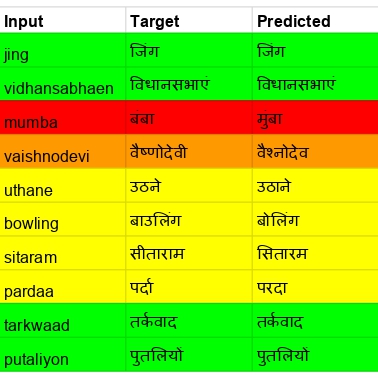 Input Target Predicted
jing जिंग जिंग
vidhansabhaen विधानसभाएं विधानसभाएं
mumba बबा मुबा
vaishnodevi वैष्णोदेवी वैश्नोदेव
uthane उठने उठाने
bowling बाउलिंग बोलिंग
sitaram सीताराम सितारम
pardaa पर्दा परदा
tarkwaad तर्कवाद तर्कवाद
putaliyon पुतलियों पुतलियों